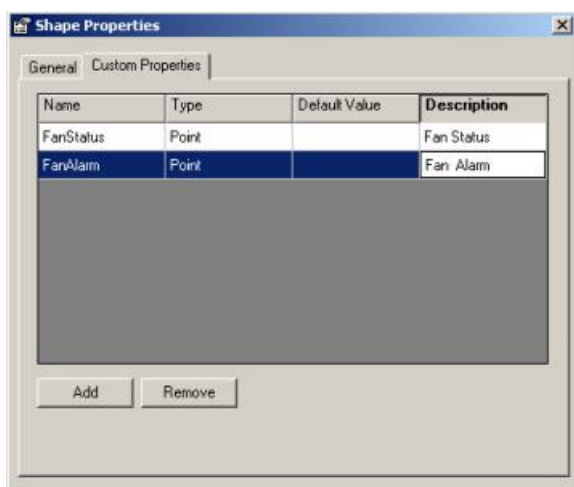 Shape Properties
General Custom Properties
Name Type Default Value Description
FanStatus Point Fan Status
FanAlarm Point Fan Alarm
Add Remove